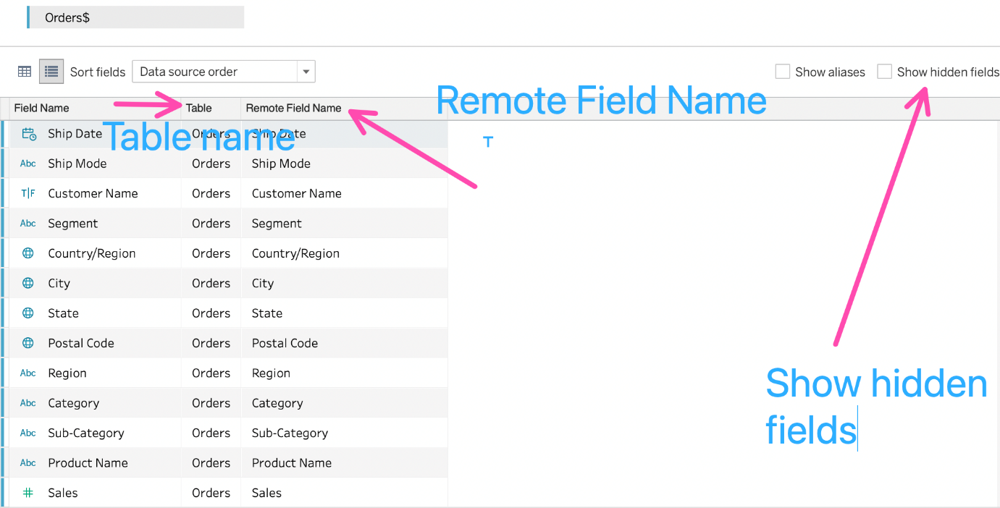 Orders$
Sort fields Data source order Show aliases Show hidden fields
Remote Field Name
Field Name Table Remote Field Name
Ship Date Orders Ship Date
Table name
T
Abc Ship Mode Orders Ship Mode
T|F Customer Name Orders Customer Name
Abc Segment Orders Segment
Country/Region Orders Country/Region
City Orders City
State Orders State
Postal Code Orders Postal Code
Abc Region Orders Region
Show hidden
fields
Abc Category Orders Category
Abc Sub-Category Orders Sub-Category
Abc Product Name Orders Product Name
# Sales Orders Sales